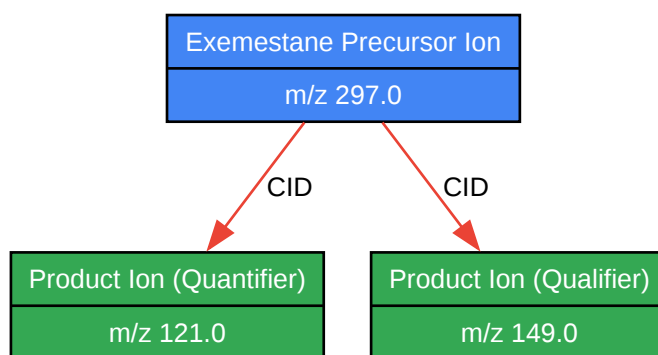 Exemestane Precursor Ion
m/z 297.0
CID
CID
Product Ion (Quantifier)
Product Ion (Qualifier)
m/z 121.0
m/z 149.0